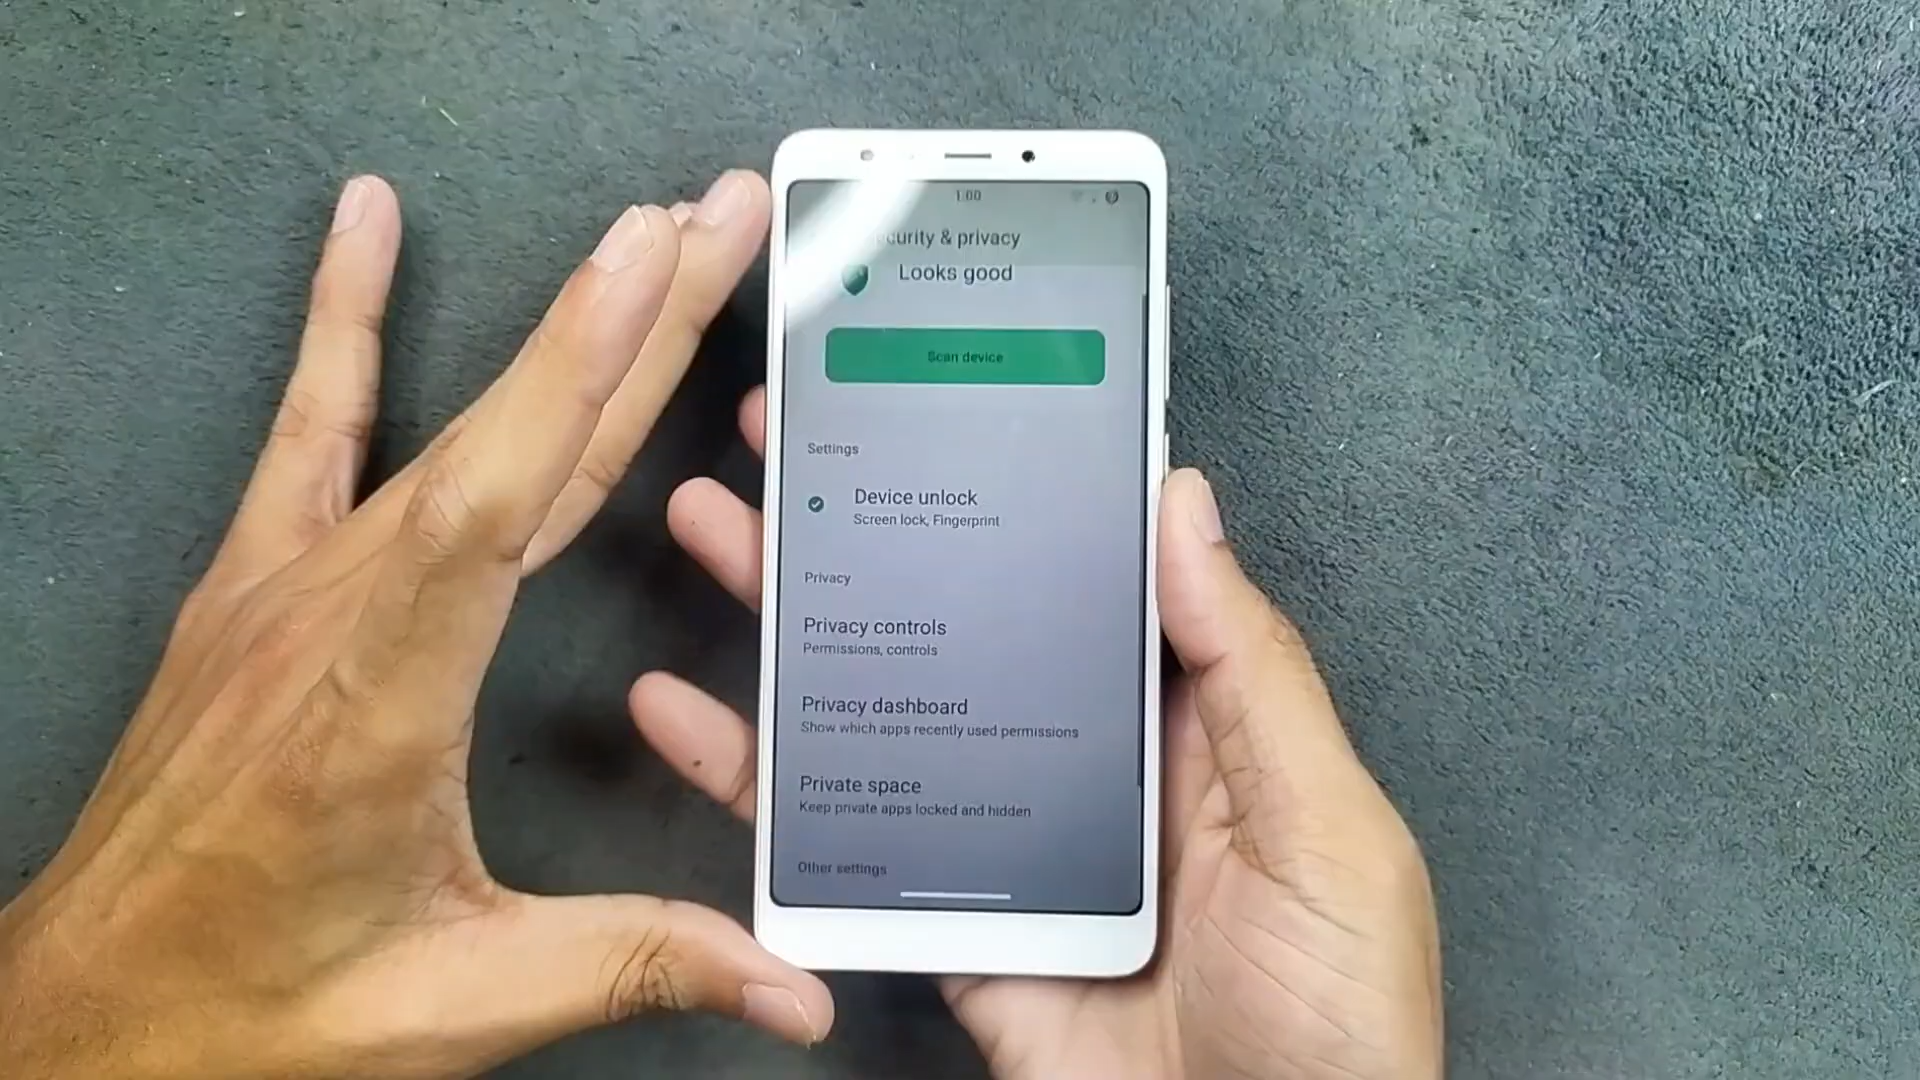 1:00
curity & privacy
Looks good
Scan device
Settings
Device unlock
Screen lock, Fingerprint
Privacy
Privacy controls
Permissions, controls
Privacy dashboard
Show which apps recently used permissions
Private space
Keep private apps locked and hidden
Other settings